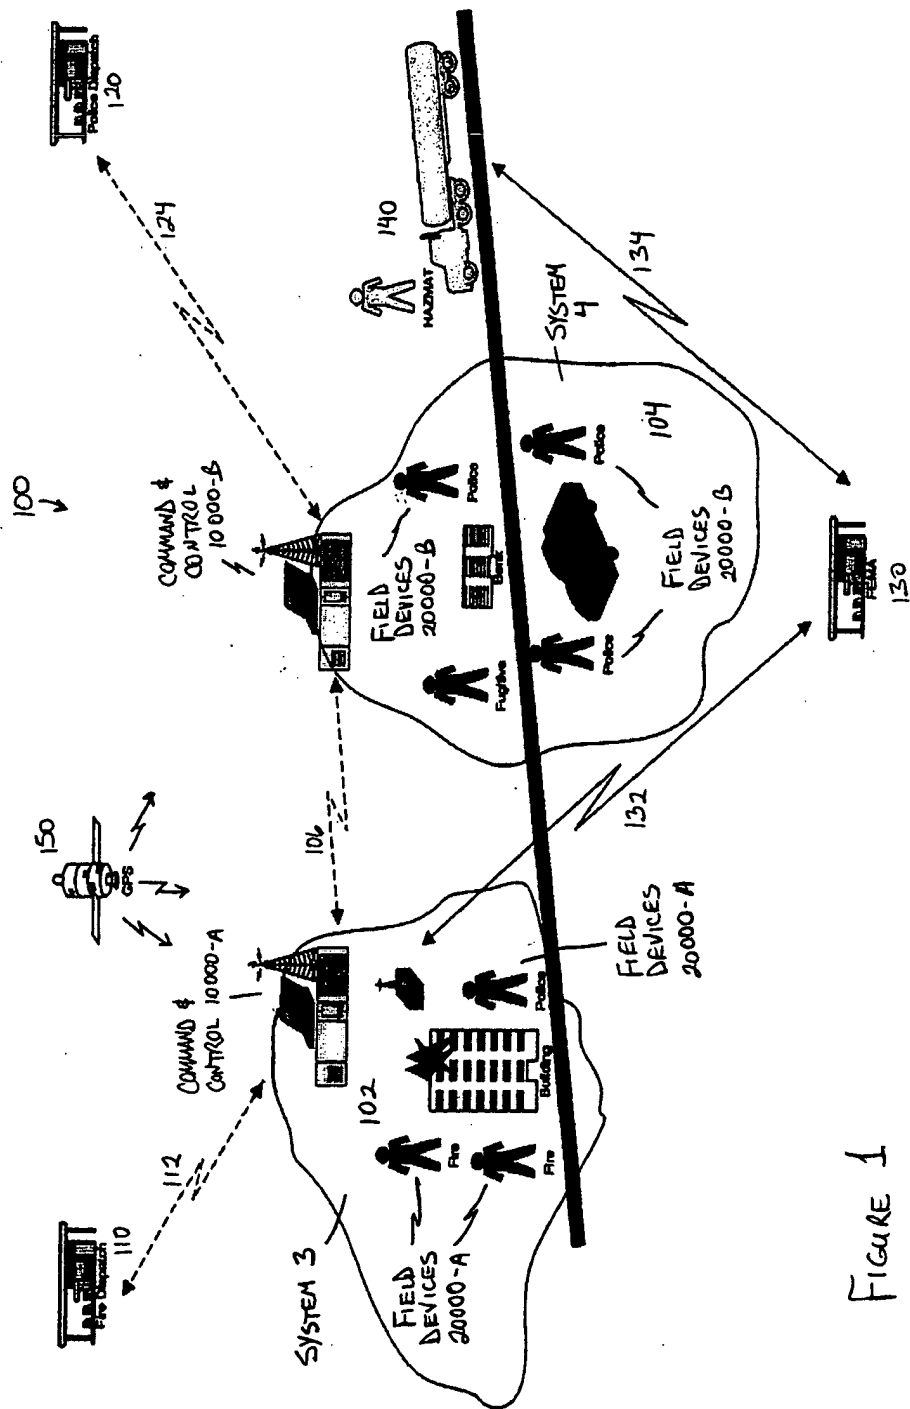 100
120
Police Dispatch
124
150
GPS
COMMAND &
CONTROL
10000-B
140
HAZMAT
110
Fire Dispatch
112
COMMAND &
CONTROL 10000-A
106
FIELD
DEVICES
20000-B
Police
SYSTEM
4
SYSTEM 3
102
Fugitive
Bank
104
Police
134
FIELD
DEVICES
20000-A
Fire
Fire
Building
Police
Police
FIELD
DEVICES
20000-B
FIELD
DEVICES
20000-A
132
FEMA
130
FIGURE 1